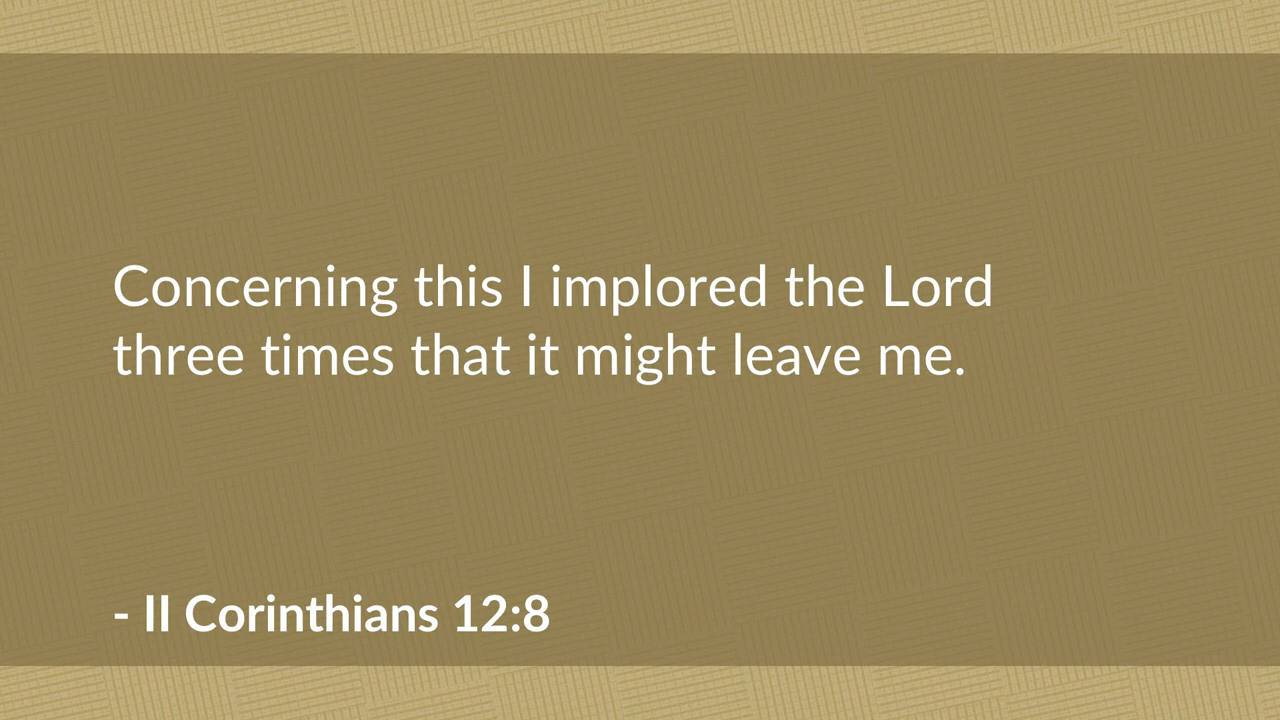 Concerning this I implored the Lord
three times that it might leave me.
- II Corinthians 12:8